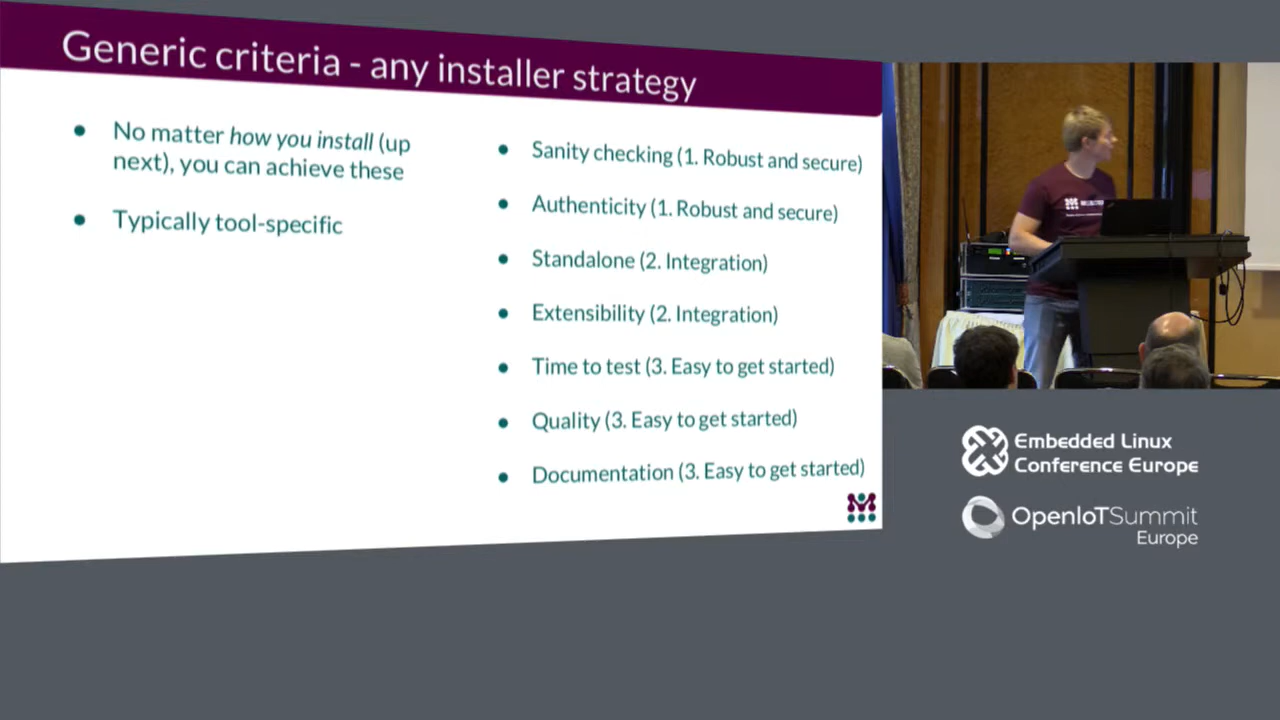 Generic criteria - any installer strategy
No matter how you install (up
next), you can achieve these
Typically tool-specific
Sanity checking (1. Robust and secure)
Authenticity (1. Robust and secure)
Standalone (2. Integration)
Extensibility (2. Integration)
Time to test (3. Easy to get started)
Quality (3. Easy to get started)
Documentation (3. Easy to get started)
Embedded Linux
Conference Europe
OpenIoTSummit
Europe